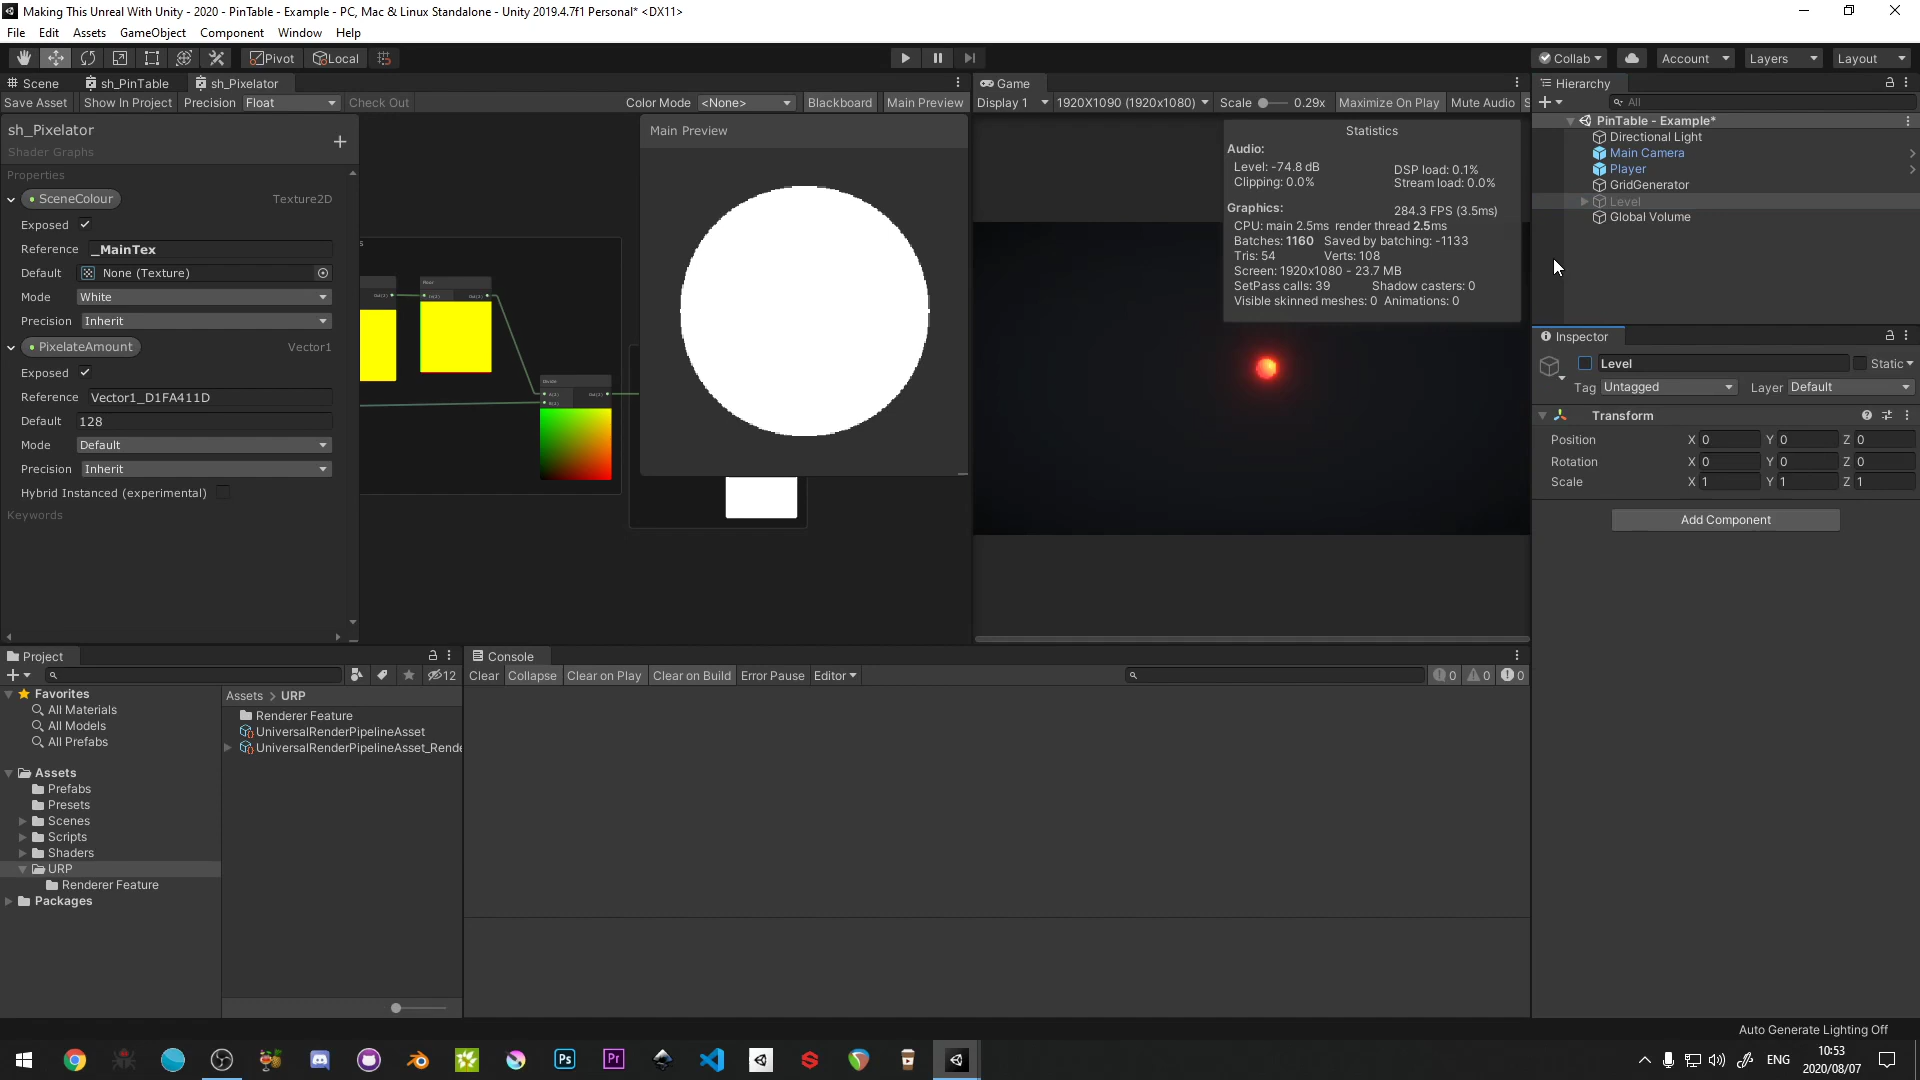 Making This Unreal With Unity - 2020 - PinTable - Example - PC, Mac & Linux Standalone - Unity 2019.4.7f1 Personal* <DX11>
File Edit Assets GameObject Component Window Help
Pivot Local Collab Account Layers Layout
Scene sh_PinTable sh_Pixelator
Save Asset Show In Project Precision Float Check Out Color Mode <None> Blackboard Main Preview
sh_Pixelator
Shader Graphs
Properties
SceneColour Texture2D
Exposed
Reference _MainTex
Default None (Texture)
Mode White
Precision Inherit
PixelateAmount Vector1
Exposed
Reference Vector1_D1FA411D
Default 128
Mode Default
Precision Inherit
Hybrid Instanced (experimental)
Keywords
Main Preview
Game
Display 1 1920X1090 (1920x1080) Scale 0.29x Maximize On Play Mute Audio S
Statistics
Audio:
Level: -74.8 dB DSP load: 0.1%
Clipping: 0.0% Stream load: 0.0%
Graphics: 284.3 FPS (3.5ms)
CPU: main 2.5ms render thread 2.5ms
Batches: 1160 Saved by batching: -1133
Tris: 54 Verts: 108
Screen: 1920x1080 - 23.7 MB
SetPass calls: 39 Shadow casters: 0
Visible skinned meshes: 0 Animations: 0
Hierarchy
All
PinTable - Example*
Directional Light
Main Camera
Player
GridGenerator
Level
Global Volume
Inspector
Level Static
Tag Untagged Layer Default
Transform
Position X 0 Y 0 Z 0
Rotation X 0 Y 0 Z 0
Scale X 1 Y 1 Z 1
Add Component
Project
12
Favorites
All Materials
All Models
All Prefabs
Assets
Prefabs
Presets
Scenes
Scripts
Shaders
URP
Renderer Feature
Packages
Assets > URP
Renderer Feature
UniversalRenderPipelineAsset
UniversalRenderPipelineAsset_Rende
Console
Clear Collapse Clear on Play Clear on Build Error Pause Editor 0 0 0
Auto Generate Lighting Off
Ps Pr ENG
10:53
2020/08/07